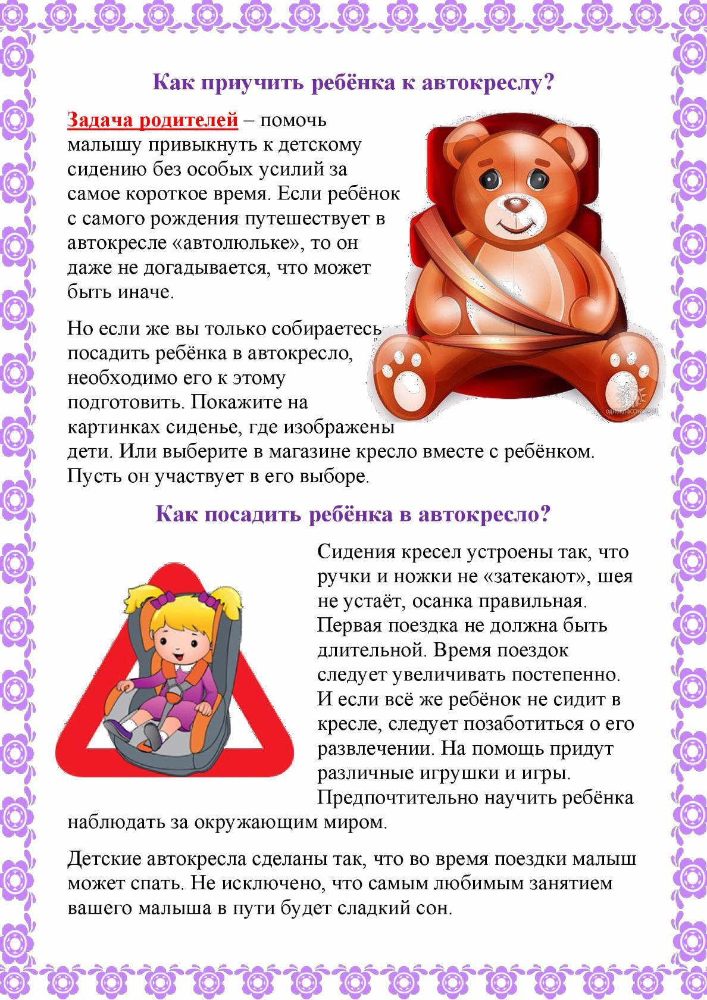 Как приучить ребёнка к автокреслу?
Задача родителей – помочь
малышу привыкнуть к детскому
сидению без особых усилий за
самое короткое время. Если ребёнок
с самого рождения путешествует в
автокресле «автолюльке», то он
даже не догадывается, что может
быть иначе.
Но если же вы только собираетесь
посадить ребёнка в автокресло,
необходимо его к этому
подготовить. Покажите на
картинках сиденье, где изображены
дети. Или выберите в магазине кресло вместе с ребёнком.
Пусть он участвует в его выборе.
Как посадить ребёнка в автокресло?
Сидения кресел устроены так, что
ручки и ножки не «затекают», шея
не устаёт, осанка правильная.
Первая поездка не должна быть
длительной. Время поездок
следует увеличивать постепенно.
И если всё же ребёнок не сидит в
кресле, следует позаботиться о его
развлечении. На помощь придут
различные игрушки и игры.
Предпочтительно научить ребёнка
наблюдать за окружающим миром.
Детские автокресла сделаны так, что во время поездки малыш
может спать. Не исключено, что самым любимым занятием
вашего малыша в пути будет сладкий сон.